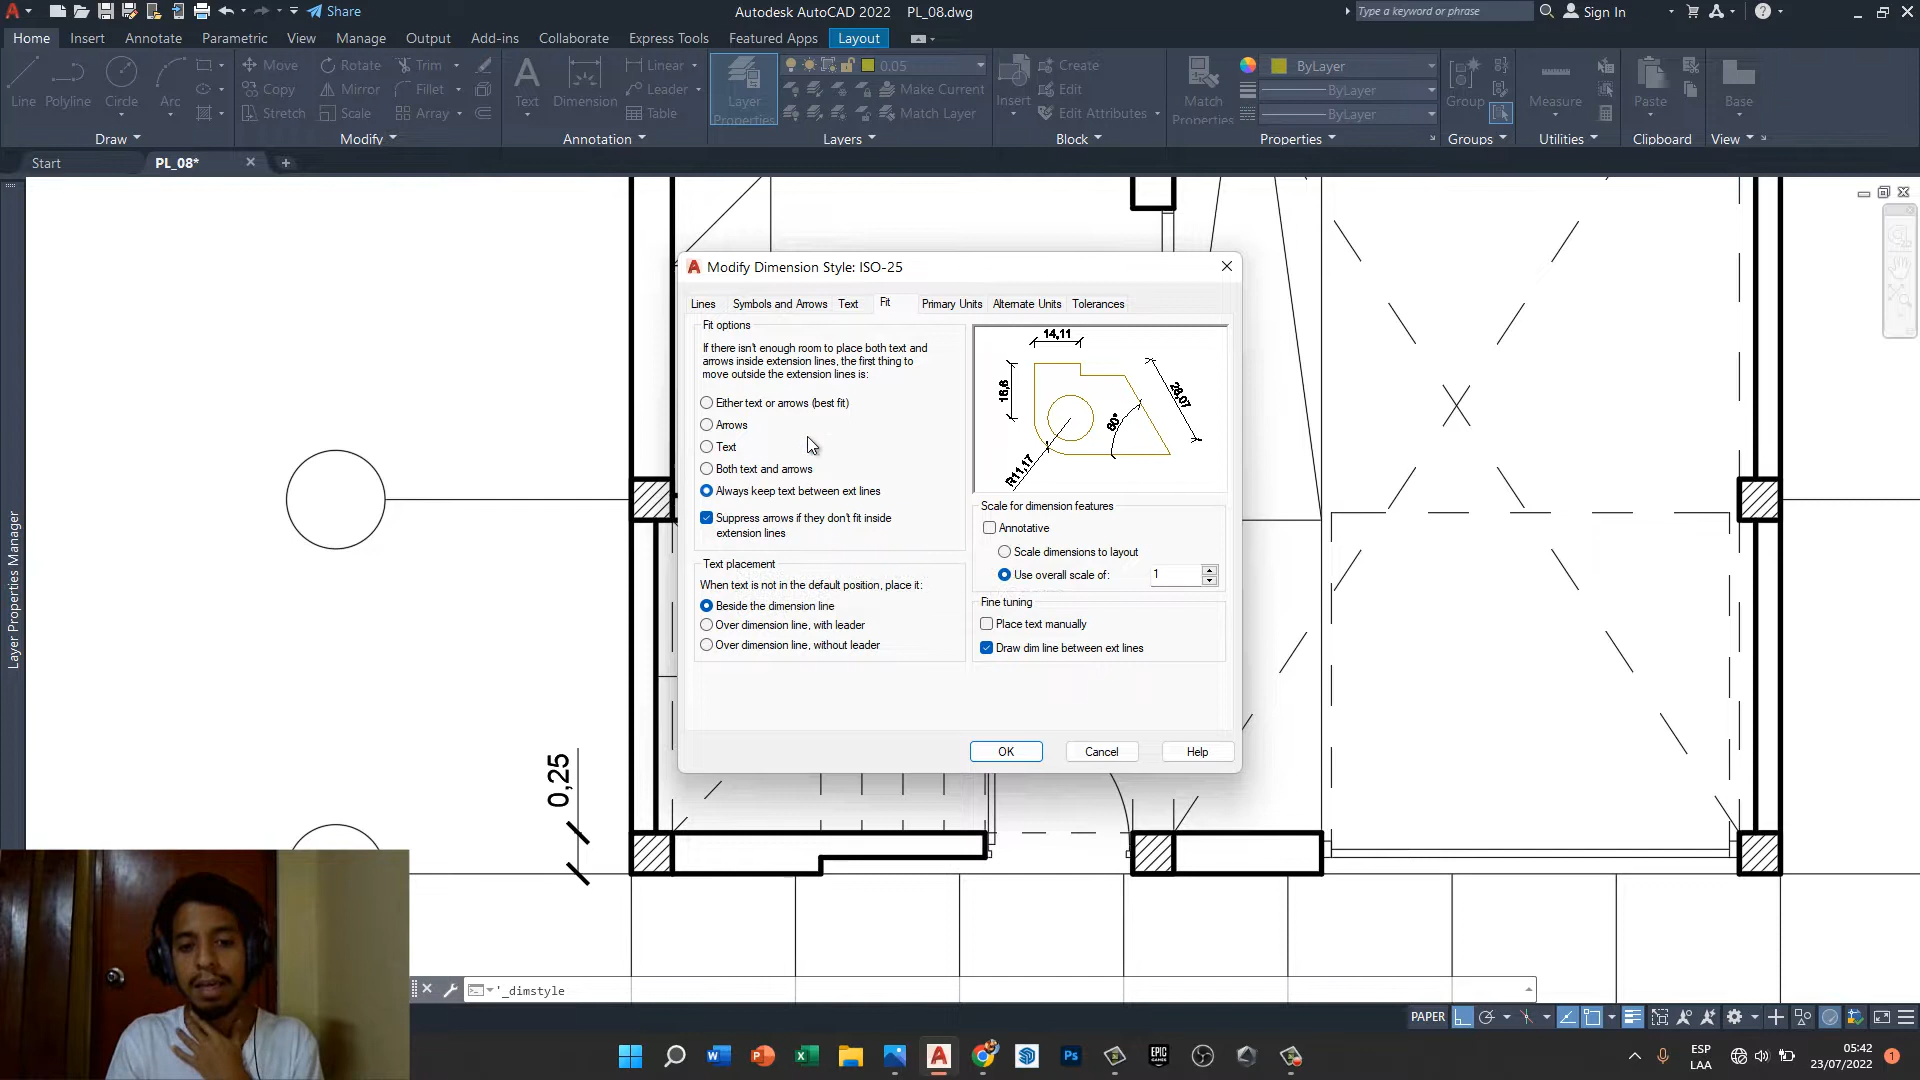 Share
Autodesk AutoCAD 2022 PL_08.dwg
Type a keyword or phrase
Sign In
Home Insert Annotate Parametric View Manage Output Add-ins Collaborate Express Tools Featured Apps Layout
Move Rotate Trim
Copy Mirror Fillet
Stretch Scale Array
Line Polyline Circle Arc
Text Dimension
Linear
Leader
Table
Layer
Properties
0.05
Make Current
Match Layer
Insert
Create
Edit
Edit Attributes
Match
Properties
ByLayer
ByLayer
ByLayer
Group
Measure
Paste
Base
Draw Modify Annotation Layers Block Properties Groups Utilities Clipboard View
Start PL_08*
Layer Properties Manager
Modify Dimension Style: ISO-25
Lines Symbols and Arrows Text Fit Primary Units Alternate Units Tolerances
Fit options
If there isn't enough room to place both text and
arrows inside extension lines, the first thing to
move outside the extension lines is:
Either text or arrows (best fit)
Arrows
Text
Both text and arrows
Always keep text between ext lines
Suppress arrows if they don't fit inside
extension lines
Text placement
When text is not in the default position, place it:
Beside the dimension line
Over dimension line, with leader
Over dimension line, without leader
14,11
16,6
28,07
60°
R11,17
Scale for dimension features
Annotative
Scale dimensions to layout
Use overall scale of: 1
Fine tuning
Place text manually
Draw dim line between ext lines
OK Cancel Help
0,25
'_dimstyle
PAPER
ESP
LAA
05:42
23/07/2022
1